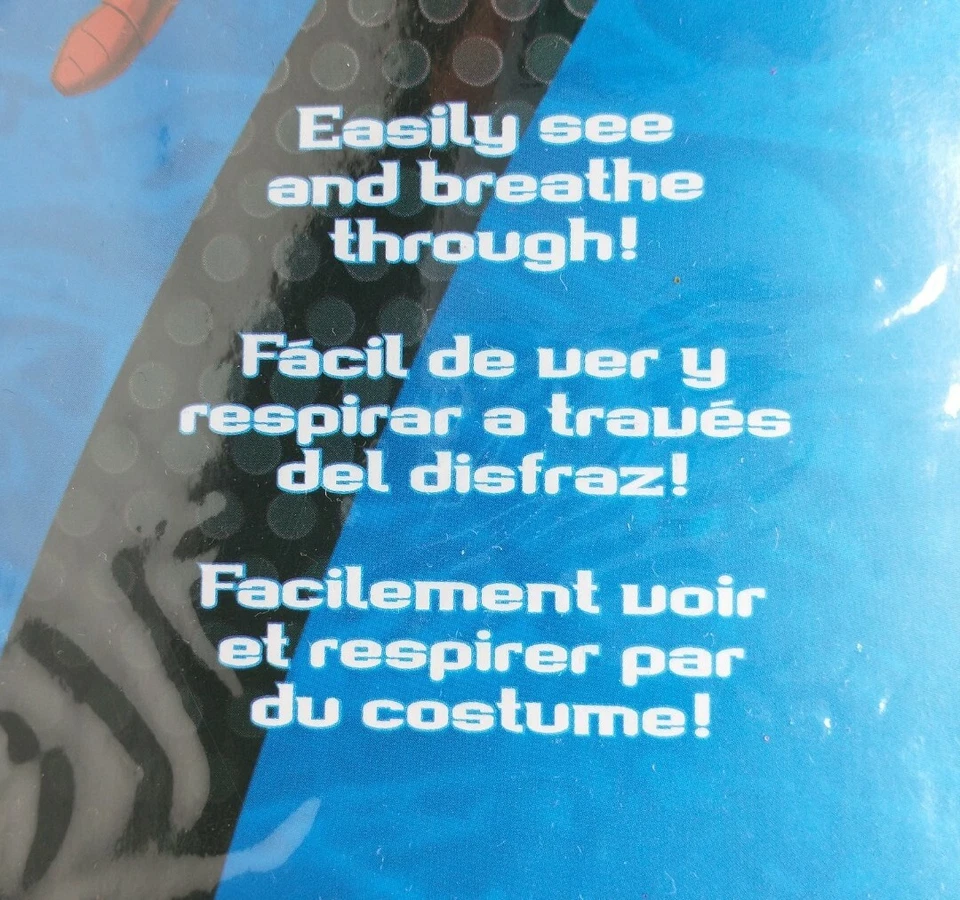 Easily see
and breathe
through!
Fácil de ver y
respirar a través
del disfraz!
Facilement voir
et respirer par
du costume!